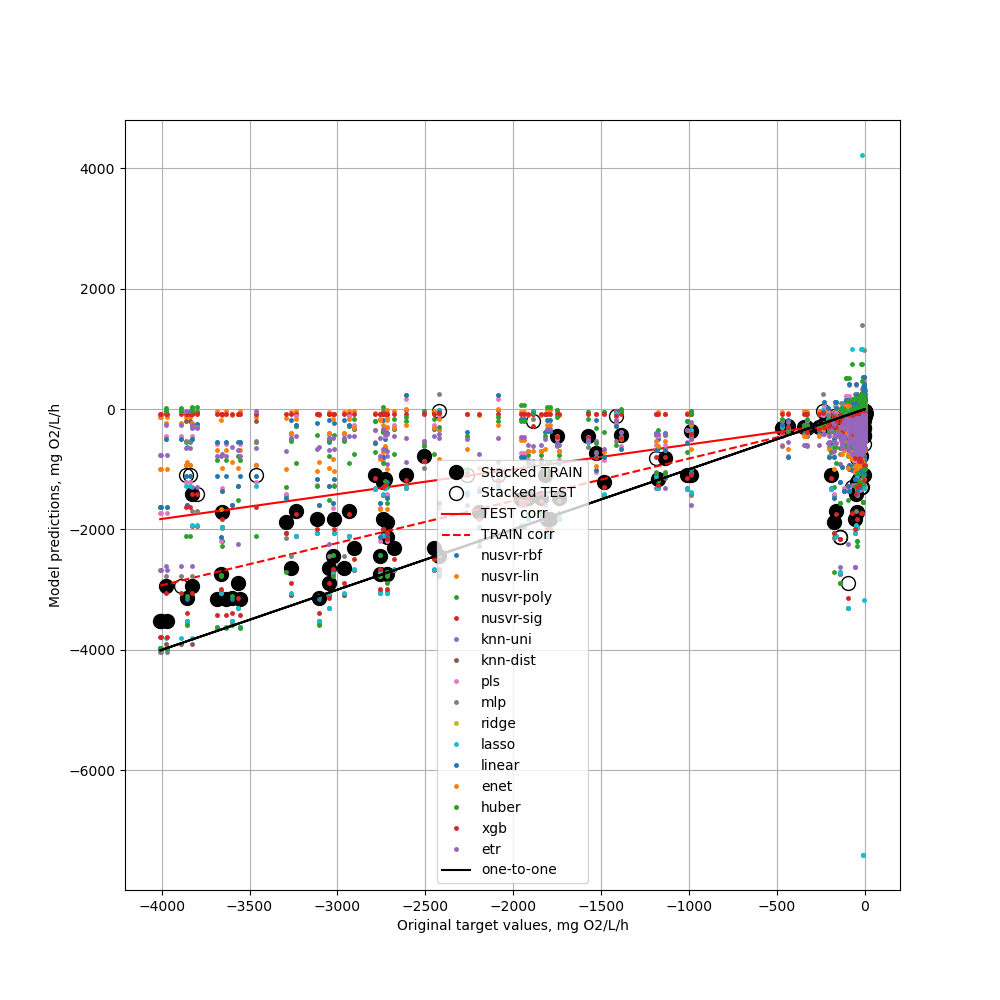 4000
2000
0
−2000
−4000
−6000
Model predictions, mg O2/L/h
Stacked TRAIN
Stacked TEST
TEST corr
TRAIN corr
nusvr-rbf
nusvr-lin
nusvr-poly
nusvr-sig
knn-uni
knn-dist
pls
mlp
ridge
lasso
linear
enet
huber
xgb
etr
one-to-one
−4000 −3500 −3000 −2500 −2000 −1500 −1000 −500 0
Original target values, mg O2/L/h